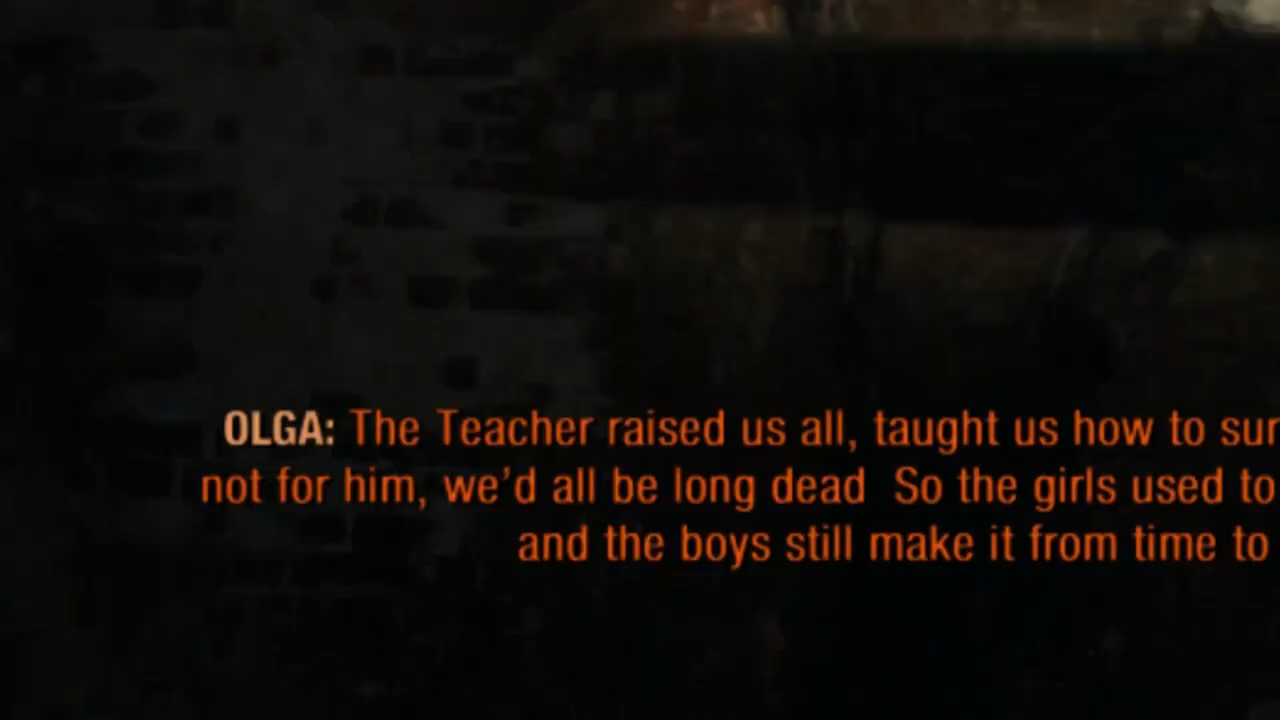 OLGA: The Teacher raised us all, taught us how to sur
not for him, we’d all be long dead  So the girls used to
and the boys still make it from time to